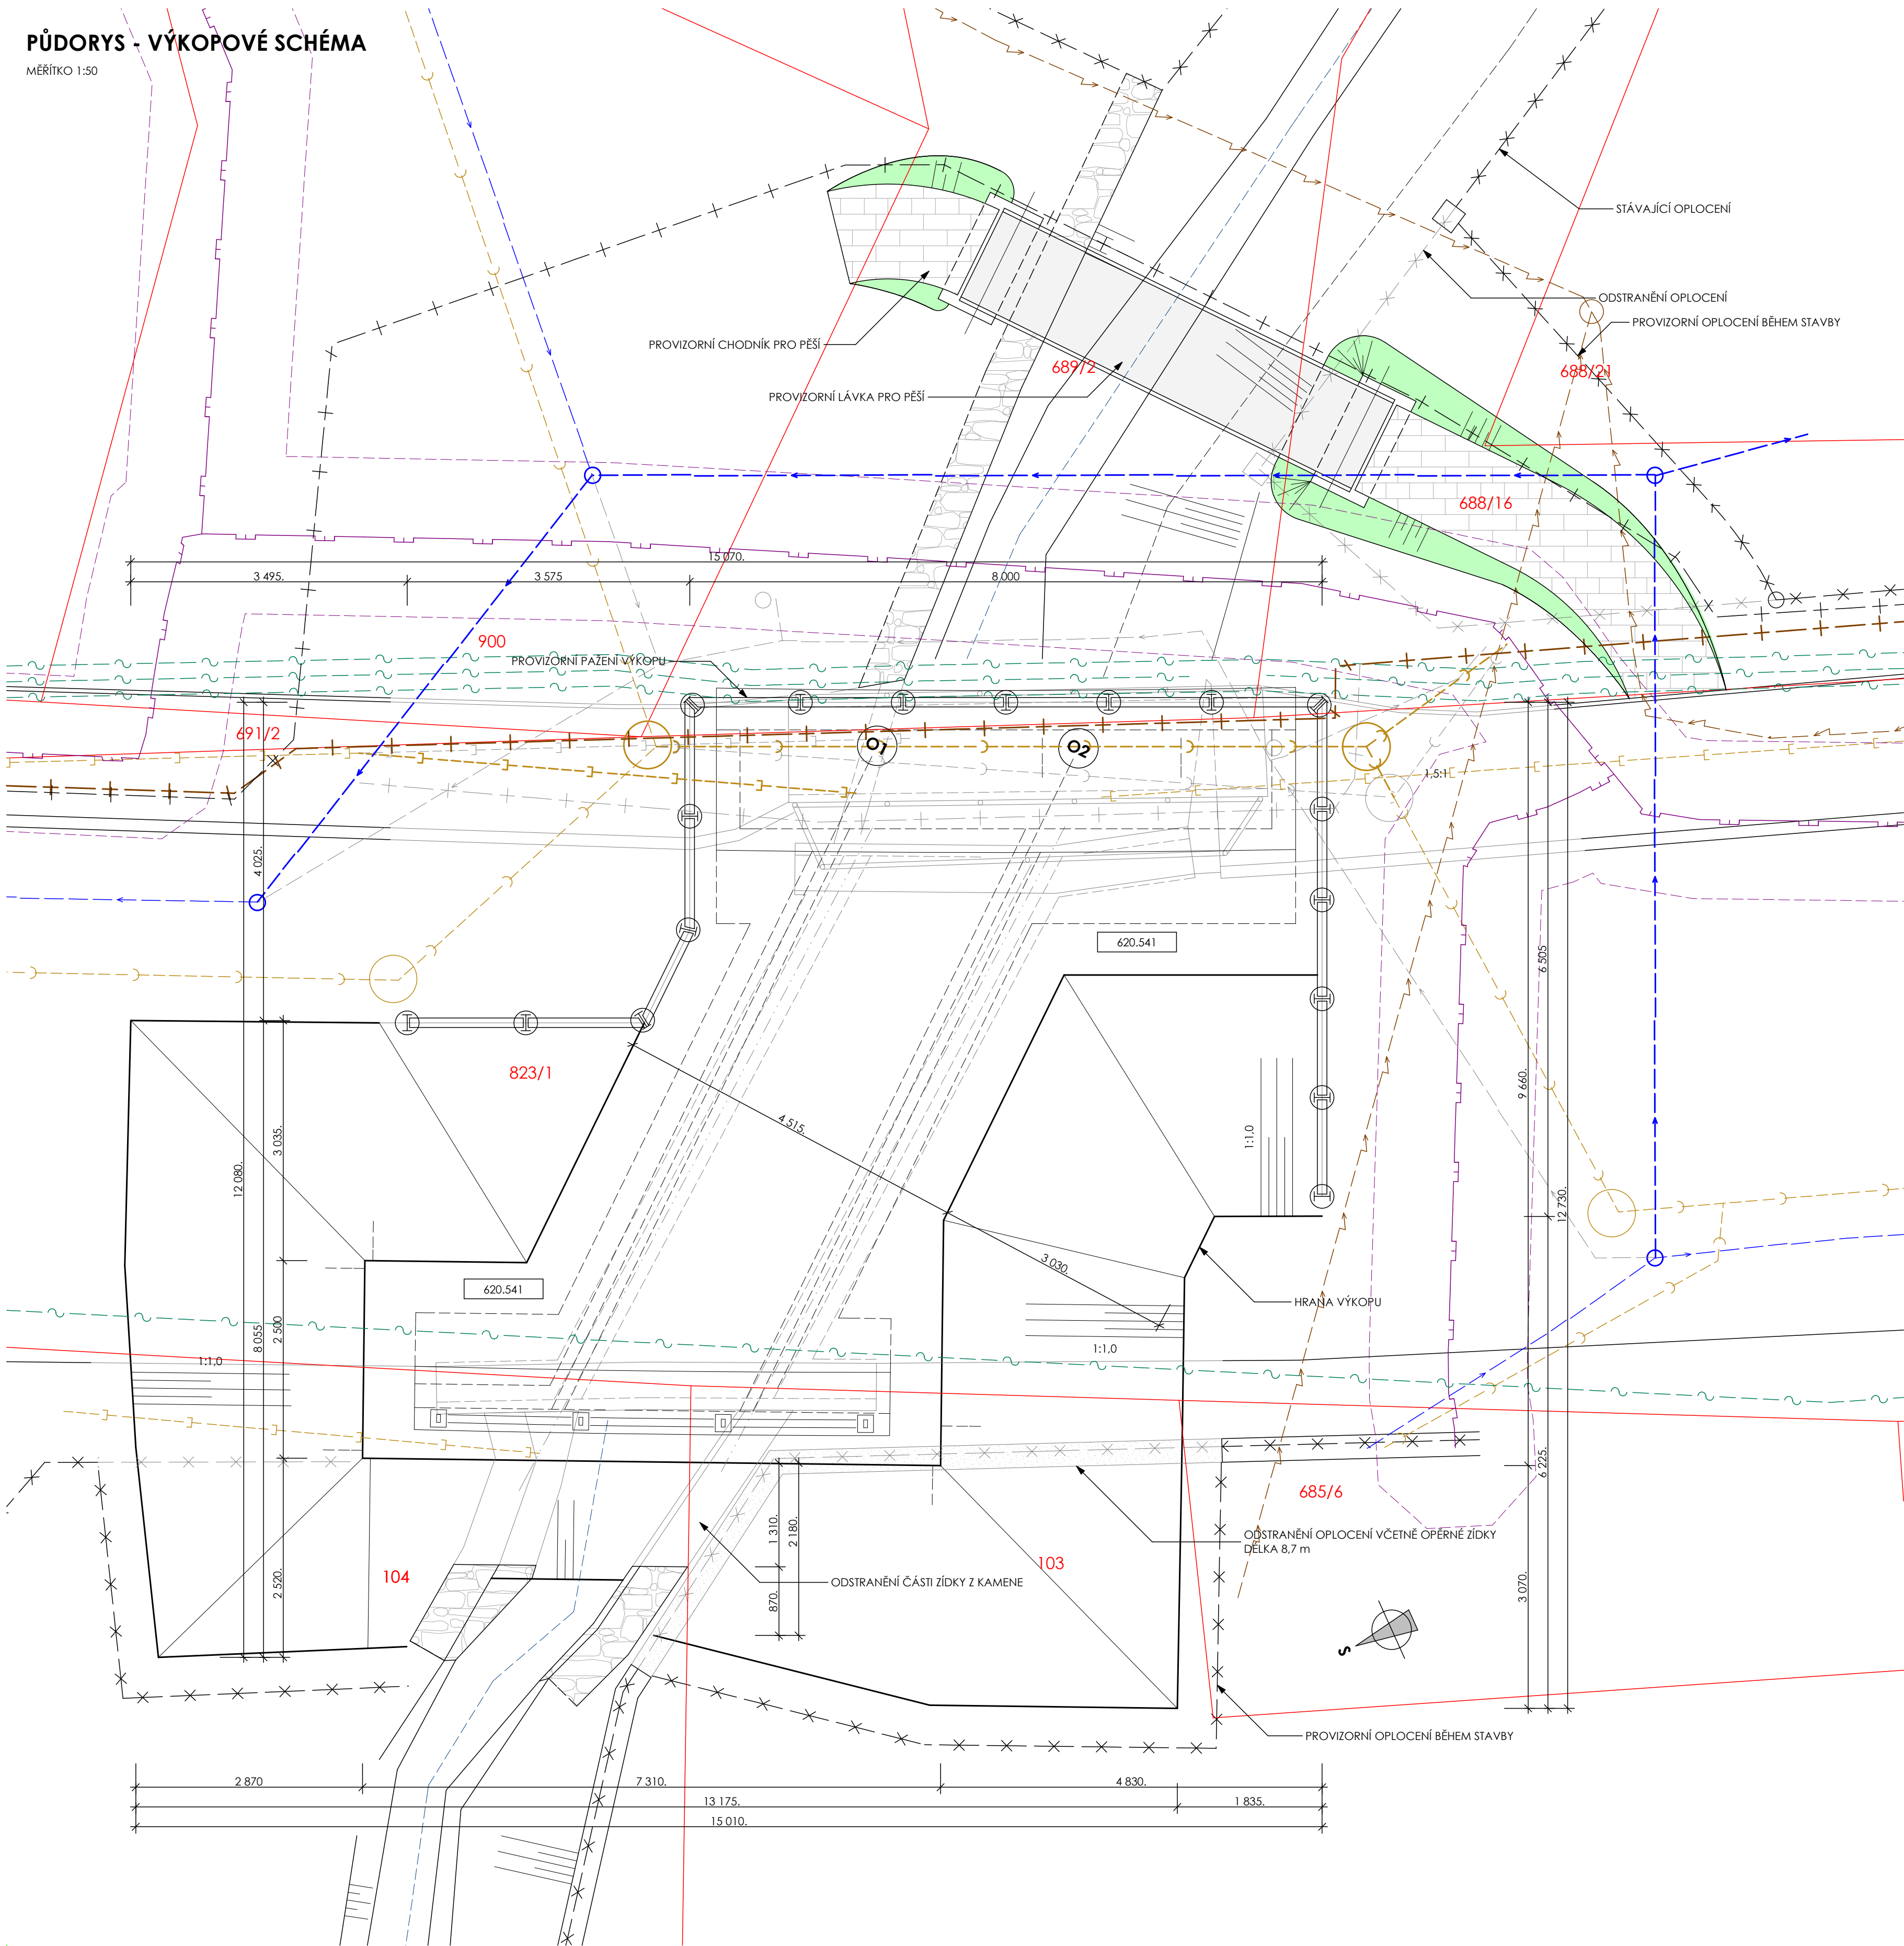 PŮDORYS - VÝKOPOVÉ SCHÉMA
MĚŘÍTKO 1:50
STÁVAJÍCÍ OPLOCENÍ
ODSTRANĚNÍ OPLOCENÍ
PROVIZORNÍ OPLOCENÍ BĚHEM STAVBY
PROVIZORNÍ CHODNÍK PRO PĚŠÍ
689/2
688/21
PROVIZORNÍ LÁVKA PRO PĚŠÍ
688/16
15 070.
3 495.
3 575
8 000
900
PROVIZORNÍ PAŽENÍ VÝKOPU
691/2
O1
O2
1,5:1
4 025.
620.541
6 505
823/1
9 660.
4 515.
3 035.
1:1,0
12 080.
12 730.
3 030.
620.541
HRANA VÝKOPU
2 500
8 055
1:1,0
1:1,0
6 225.
685/6
1 310.
2 180.
ODSTRANĚNÍ OPLOCENÍ VČETNĚ OPĚRNÉ ZÍDKY
DÉLKA 8,7 m
103
104
2 520.
ODSTRANĚNÍ ČÁSTI ZÍDKY Z KAMENE
870.
3 070.
S
PROVIZORNÍ OPLOCENÍ BĚHEM STAVBY
2 870
7 310.
4 830.
13 175.
1 835.
15 010.